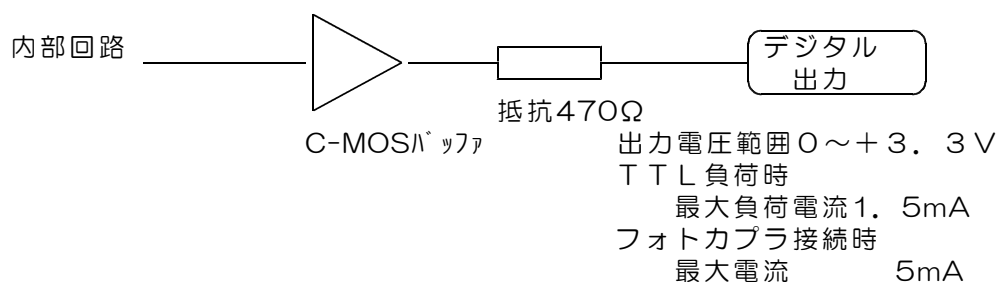 内部回路
デジタル
出力
抵抗470Ω
C-MOSバッファ
出力電圧範囲0~+3.3V
TTL負荷時
最大負荷電流1.5mA
フォトカプラ接続時
最大電流 5mA